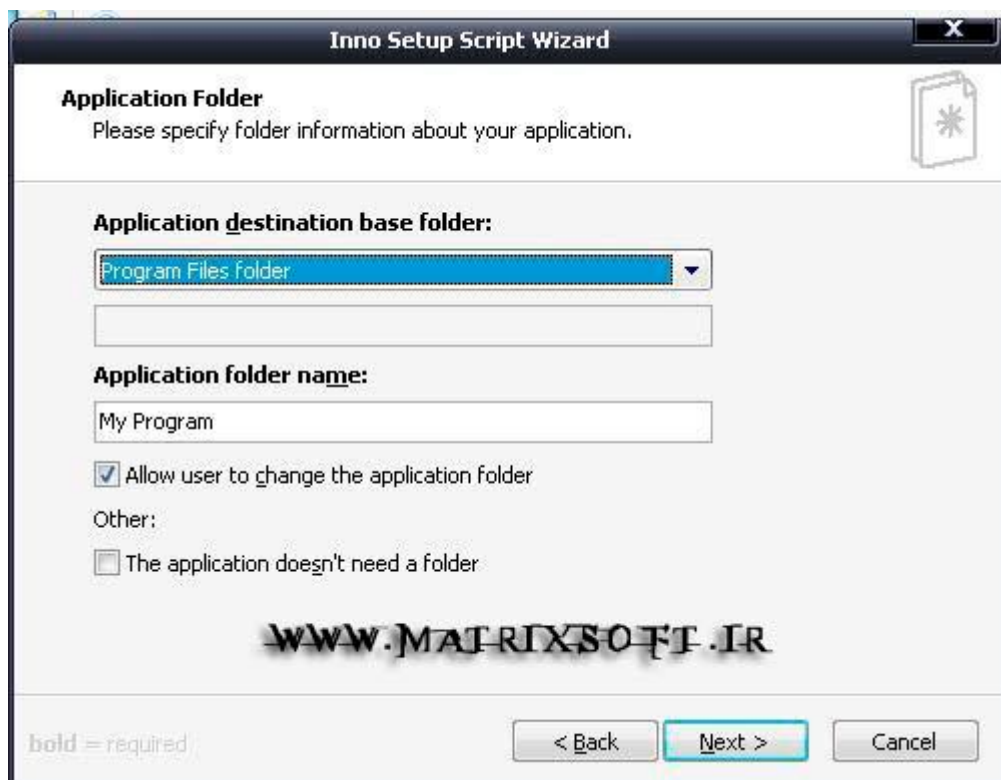 Inno Setup Script Wizard
X
Application Folder
Please specify folder information about your application.
Application destination base folder:
Program Files folder
Application folder name:
My Program
Allow user to change the application folder
Other:
The application doesn't need a folder
WWW.MATRIXSOFT.IR
bold = required
< Back Next > Cancel